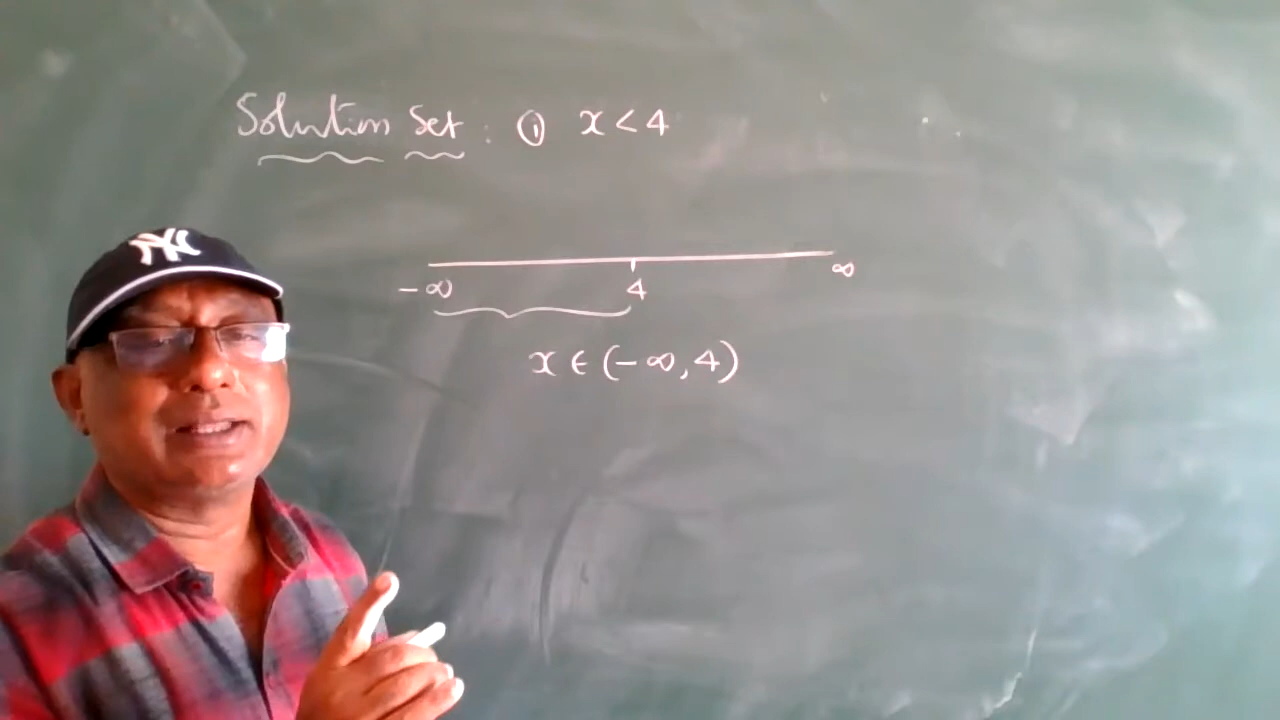 NY
Solution Set : ① x < 4
-∞ 4 ∞
x ∈ (-∞, 4)